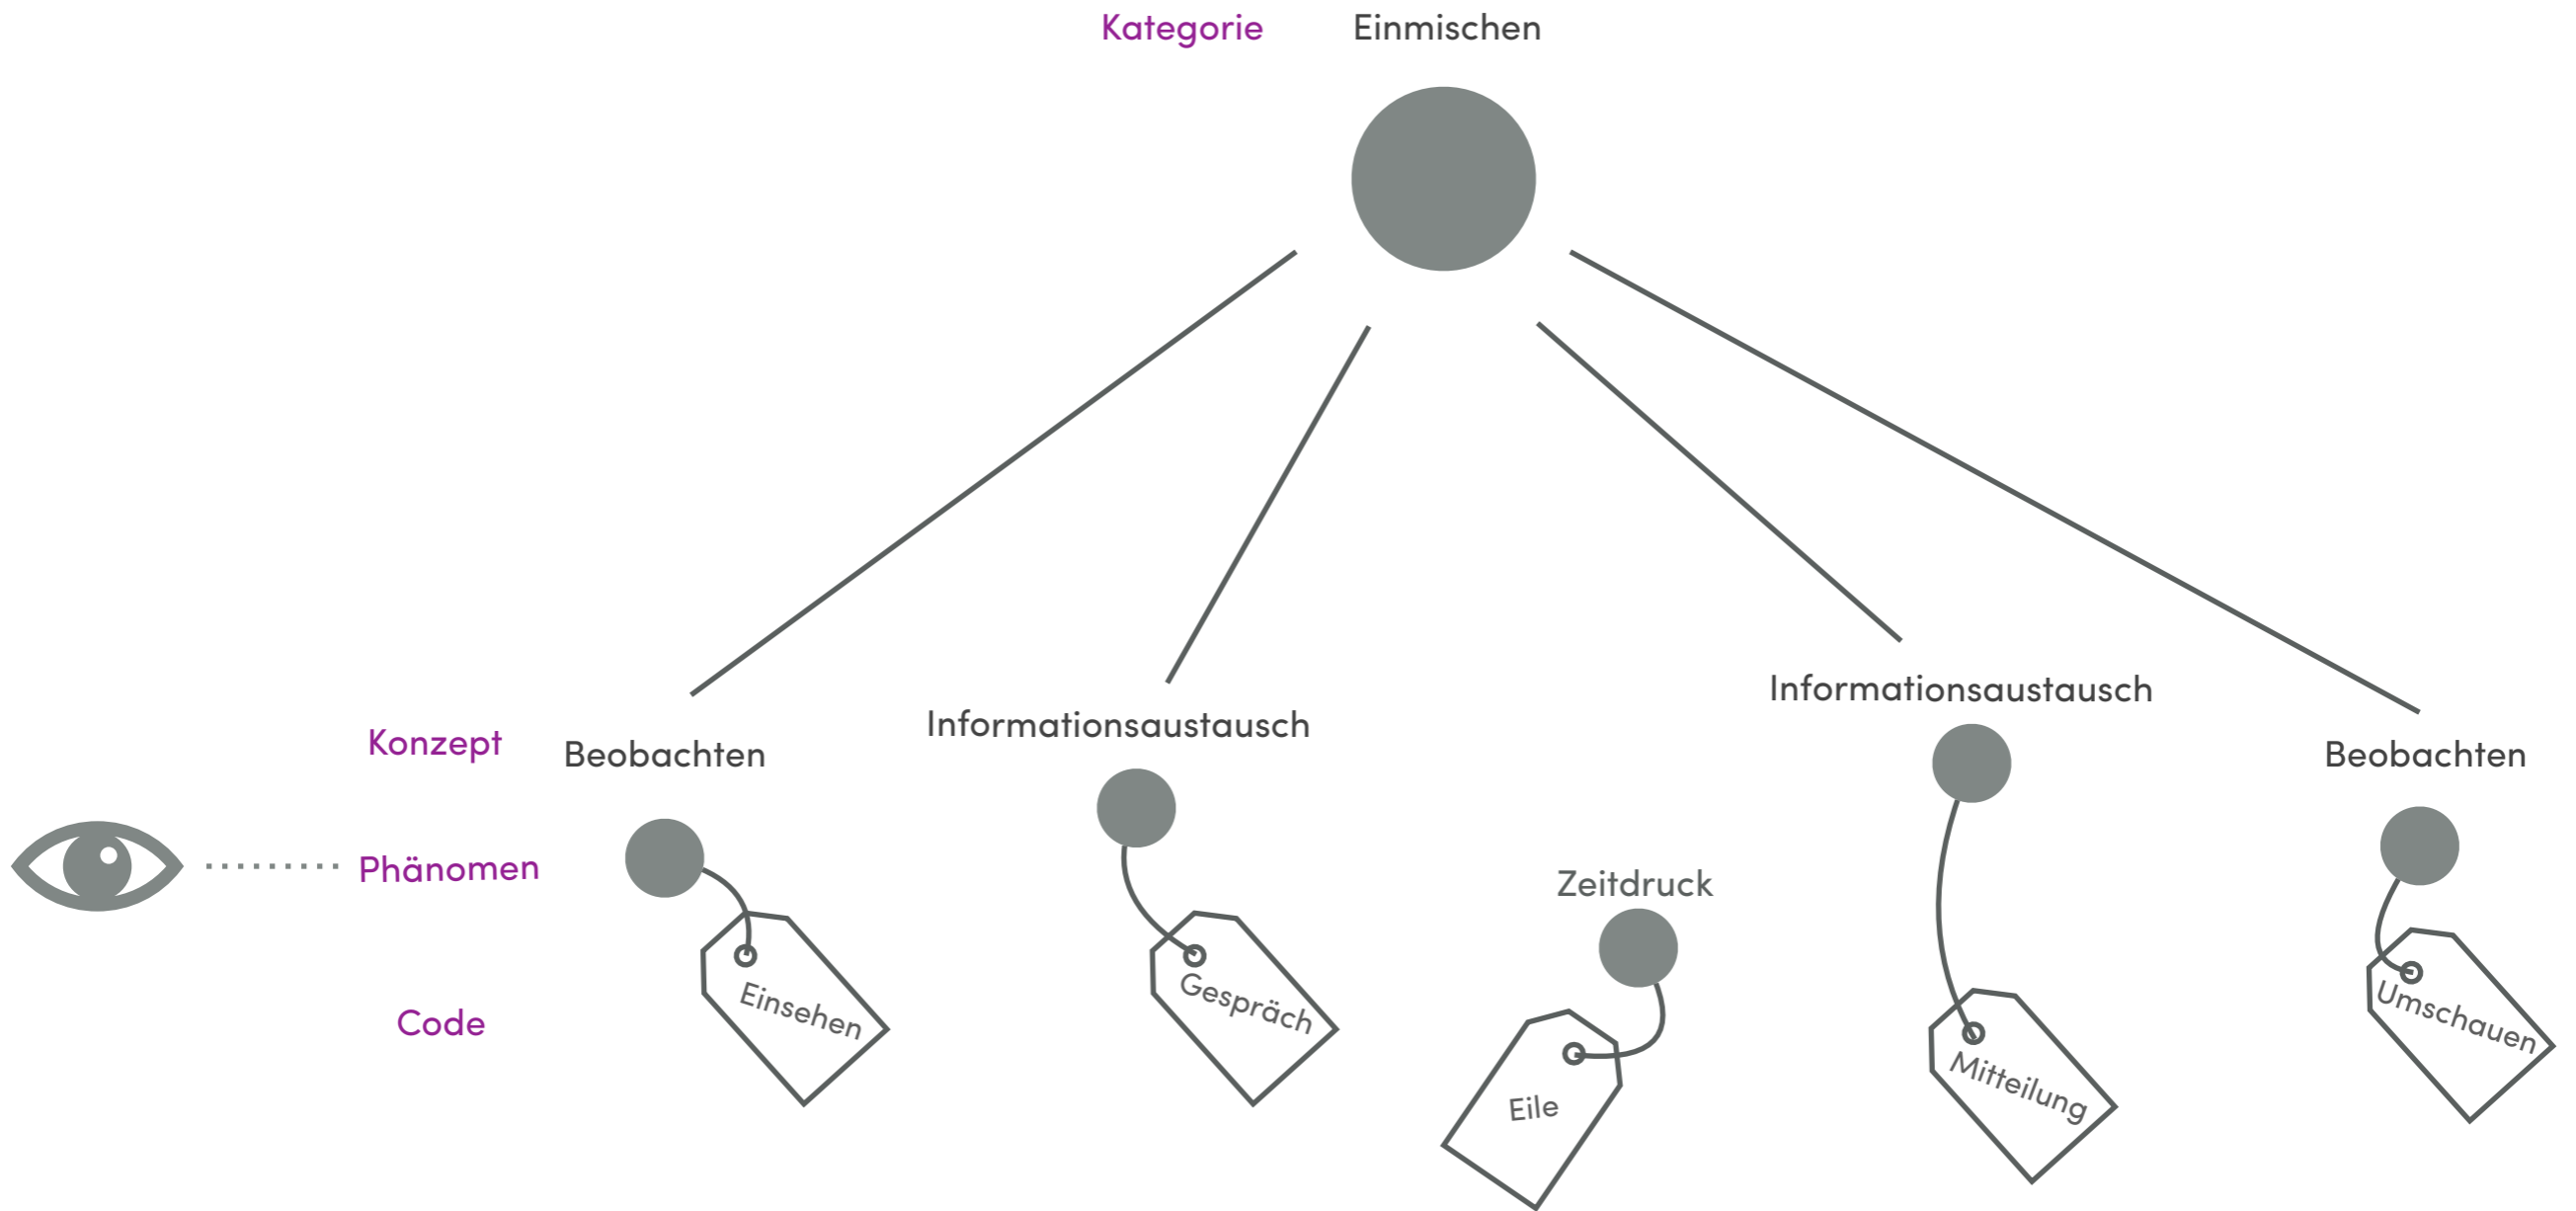 Kategorie Einmischen
Informationsaustausch
Informationsaustausch
Konzept
Beobachten
Beobachten
Phänomen
Zeitdruck
Einsehen
Gespräch
Umschauen
Code
Mitteilung
Eile